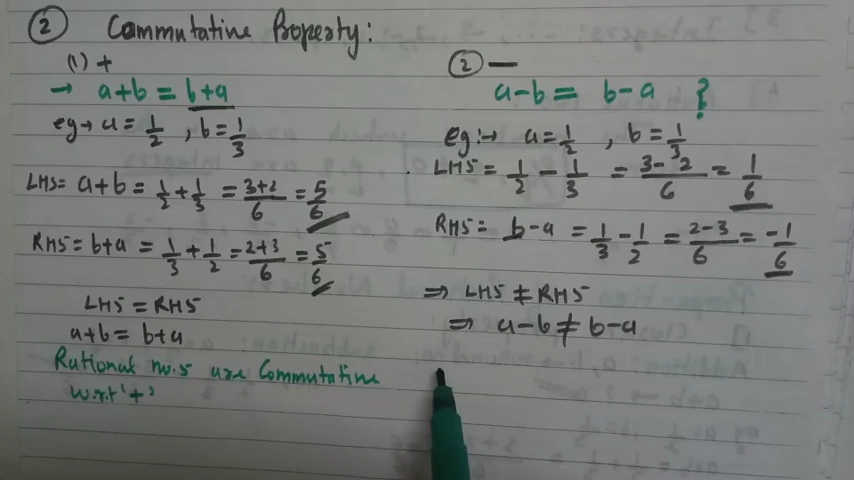 ② Commutative Property:
(1) +
→ a+b = b+a
eg → a = 1/2 , b = 1/3
LHS = a+b = 1/2 + 1/3 = 3+2/6 = 5/6
RHS = b+a = 1/3 + 1/2 = 2+3/6 = 5/6
LHS = RHS
a+b = b+a
Rational no.s are Commutative
w.r.t '+'
② —
a-b = b-a ?
eg:→ a = 1/2 , b = 1/3
LHS = 1/2 - 1/3 = 3-2/6 = 1/6
RHS = b-a = 1/3 - 1/2 = 2-3/6 = -1/6
⇒ LHS ≠ RHS
⇒ a-b ≠ b-a